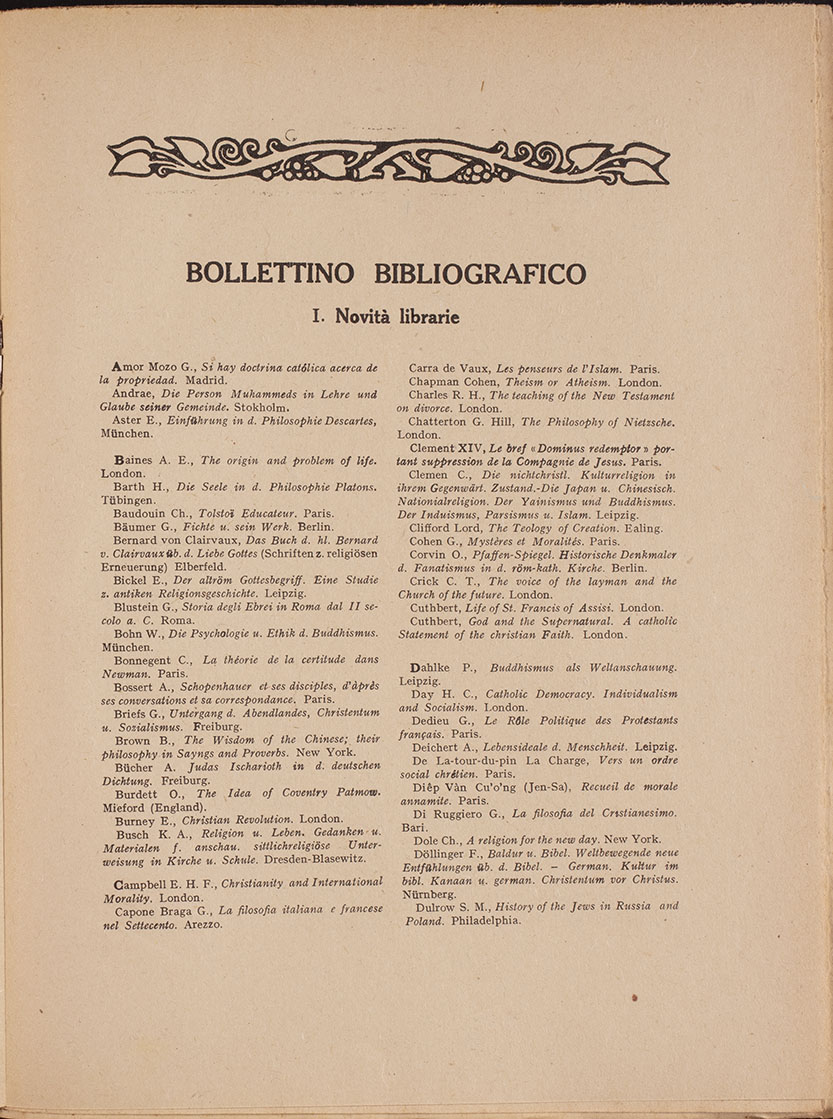 BOLLETTINO BIBLIOGRAFICO
I. Novità librarie
Amor Mozo G., Si hay doctrina católica acerca de
la propriedad. Madrid.
Andrae, Die Person Muhammeds in Lehre und
Glaube seiner Gemeinde. Stokholm.
Aster E., Einführung in d. Philosophie Descartes,
München.
Baines A. E., The origin and problem of life.
London.
Barth H., Die Seele in d. Philosophie Platons.
Tübingen.
Baudouin Ch., Tolstoï Educateur. Paris.
Bäumer G., Fichte u. sein Werk. Berlin.
Bernard von Clairvaux, Das Buch d. hl. Bernard
v. Clairvaux üb. d. Liebe Gottes (Schriften z. religiösen
Erneuerung) Elberfeld.
Bickel E., Der altröm Gottesbegriff. Eine Studie
z. antiken Religionsgeschichte. Leipzig.
Blustein G., Storia degli Ebrei in Roma dal II se-
colo a. C. Roma.
Bohn W., Die Psychologie u. Ethik d. Buddhismus.
München.
Bonnegent C., La théorie de la certitude dans
Newman. Paris.
Bossert A., Schopenhauer et ses disciples, d'àprès
ses conversations et sa correspondance. Paris.
Briefs G., Untergang d. Abendlandes, Christentum
u. Sozialismus. Freiburg.
Brown B., The Wisdom of the Chinese; their
philosophy in Sayngs and Proverbs. New York.
Bücher A. Judas Ischarioth in d. deutschen
Dichtung. Freiburg.
Burdett O., The Idea of Coventry Patmow.
Mieford (England).
Burney E., Christian Revolution. London.
Busch K. A., Religion u. Leben. Gedanken u.
Materialen f. anschau. sittlichreligiöse Unter-
weisung in Kirche u. Schule. Dresden-Blasewitz.
Campbell E. H. F., Christianity and International
Morality. London.
Capone Braga G., La filosofia italiana e francese
nel Settecento. Arezzo.
Carra de Vaux, Les penseurs de l'Islam. Paris.
Chapman Cohen, Theism or Atheism. London.
Charles R. H., The teaching of the New Testament
on divorce. London.
Chatterton G. Hill, The Philosophy of Nietzsche.
London.
Clement XIV, Le bref «Dominus redemptor» por-
tant suppression de la Compagnie de Jesus. Paris.
Clemen C., Die nichtchristl. Kulturreligion in
ihrem Gegenwärt. Zustand.-Die Japan u. Chinesisch.
Nationialreligion. Der Yainismus und Buddhismus.
Der Induismus, Parsismus u. Islam. Leipzig.
Clifford Lord, The Teology of Creation. Ealing.
Cohen G., Mystères et Moralités. Paris.
Corvin O., Pfaffen-Spiegel. Historische Denkmaler
d. Fanatismus in d. röm-kath. Kirche. Berlin.
Crick C. T., The voice of the layman and the
Church of the future. London.
Cuthbert, Life of St. Francis of Assisi. London.
Cuthbert, God and the Supernatural. A catholic
Statement of the christian Faith. London.
Dahlke P., Buddhismus als Weltanschauung.
Leipzig.
Day H. C., Catholic Democracy. Individualism
and Socialism. London.
Dedieu G., Le Rôle Politique des Protestants
français. Paris.
Deichert A., Lebensideale d. Menschheit. Leipzig.
De La-tour-du-pin La Charge, Vers un ordre
social chrétien. Paris.
Diêp Vàn Cu'o'ng (Jen-Sa), Recueil de morale
annamite. Paris.
Di Ruggiero G., La filosofia del Cristianesimo.
Bari.
Dole Ch., A religion for the new day. New York.
Döllinger F., Baldur u. Bibel. Weltbewegende neue
Entfühlungen üb. d. Bibel. — German. Kultur im
bibl. Kanaan u. german. Christentum vor Christus.
Nürnberg.
Dulrow S. M., History of the Jews in Russia and
Poland. Philadelphia.